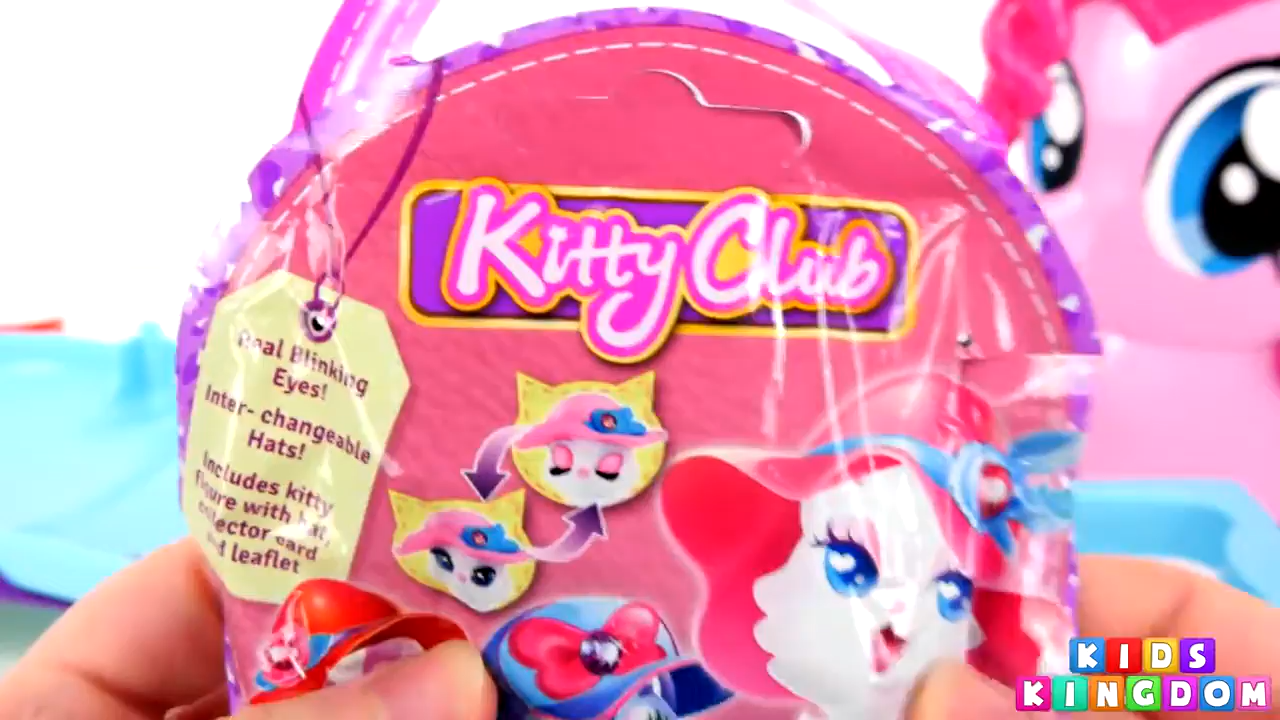 Kitty Club
Real Blinking
Eyes!
Inter- changeable
Hats!
Includes kitty
figure with hat,
collector card
and leaflet
KIDS
KINGDOM